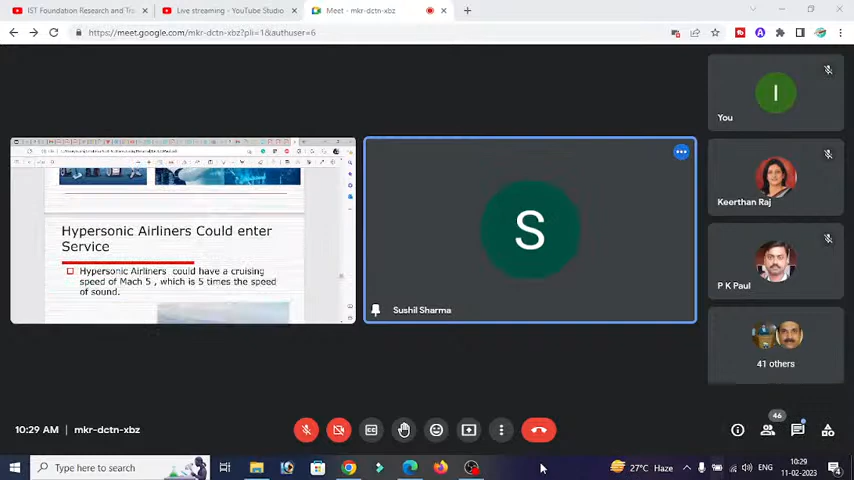 IST Foundation Research and Tra
Live streaming - YouTube Studio
Meet - mkr-dctn-xbz
https://meet.google.com/mkr-dctn-xbz?pli=1&authuser=6
I
You
Keerthan Raj
P K Paul
41 others
Hypersonic Airliners Could enter
Service
Hypersonic Airliners could have a cruising
speed of Mach 5 , which is 5 times the speed
of sound.
S
Sushil Sharma
10:29 AM | mkr-dctn-xbz
46
Type here to search
27°C Haze
ENG
10:29
11-02-2023
4